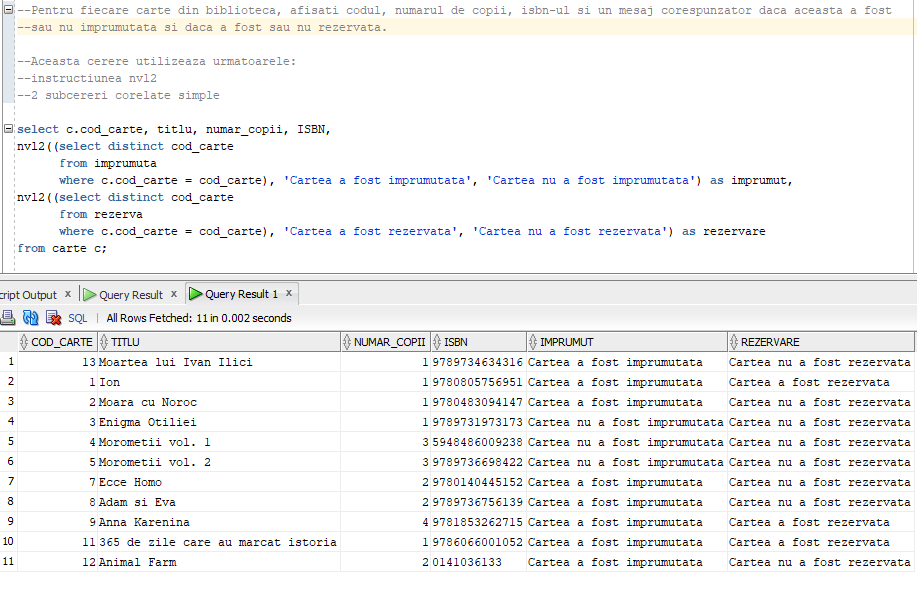 --Pentru fiecare carte din biblioteca, afisati codul, numarul de copii, isbn-ul si un mesaj corespunzator daca aceasta a fost
--sau nu imprumutata si daca a fost sau nu rezervata.
--Aceasta cerere utilizeaza urmatoarele:
--instructiunea nvl2
--2 subcereri corelate simple
select c.cod_carte, titlu, numar_copii, ISBN,
nvl2((select distinct cod_carte
from imprumuta
where c.cod_carte = cod_carte), 'Cartea a fost imprumutata', 'Cartea nu a fost imprumutata') as imprumut,
nvl2((select distinct cod_carte
from rezerva
where c.cod_carte = cod_carte), 'Cartea a fost rezervata', 'Cartea nu a fost rezervata') as rezervare
from carte c;
cript Output x Query Result x Query Result 1 x
SQL | All Rows Fetched: 11 in 0.002 seconds
COD_CARTE TITLU NUMAR_COPII ISBN IMPRUMUT REZERVARE
1 13 Moartea lui Ivan Ilici 1 9789734634316 Cartea a fost imprumutata Cartea nu a fost rezervata
2 1 Ion 1 9780805756951 Cartea a fost imprumutata Cartea a fost rezervata
3 2 Moara cu Noroc 1 9780483094147 Cartea a fost imprumutata Cartea nu a fost rezervata
4 3 Enigma Otiliei 1 9789731973173 Cartea nu a fost imprumutata Cartea nu a fost rezervata
5 4 Morometii vol. 1 3 5948486009238 Cartea nu a fost imprumutata Cartea nu a fost rezervata
6 5 Morometii vol. 2 3 9789736698422 Cartea nu a fost imprumutata Cartea nu a fost rezervata
7 7 Ecce Homo 2 9780140445152 Cartea a fost imprumutata Cartea nu a fost rezervata
8 8 Adam si Eva 2 9789736756139 Cartea a fost imprumutata Cartea nu a fost rezervata
9 9 Anna Karenina 4 9781853262715 Cartea a fost imprumutata Cartea a fost rezervata
10 11 365 de zile care au marcat istoria 1 9786066001052 Cartea a fost imprumutata Cartea a fost rezervata
11 12 Animal Farm 2 0141036133 Cartea a fost imprumutata Cartea nu a fost rezervata